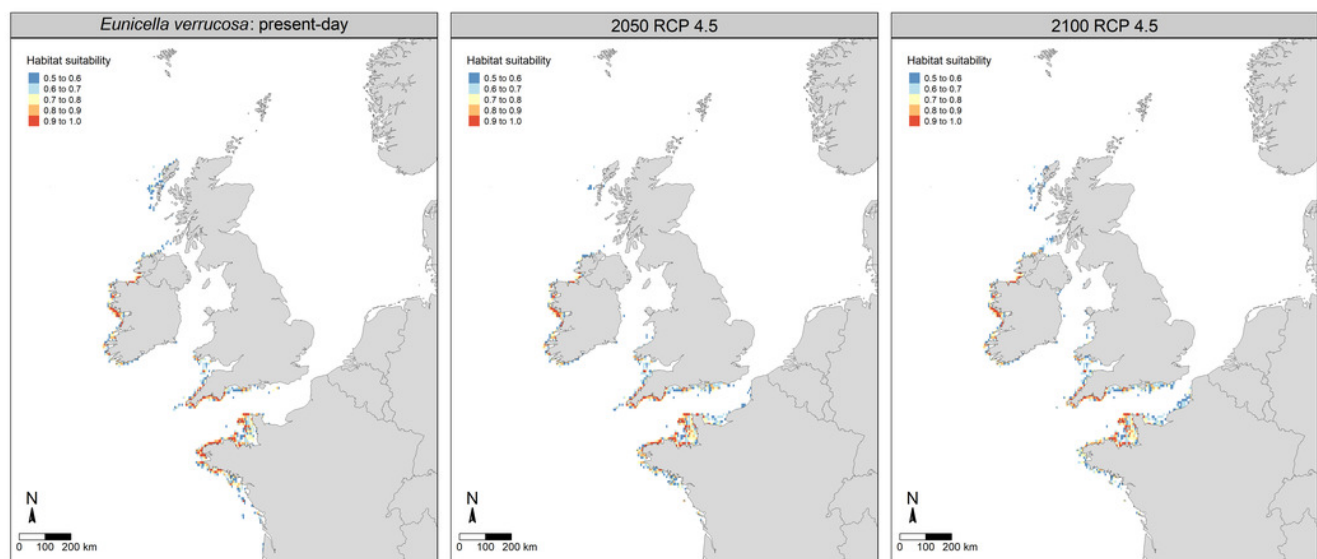 Eunicella verrucosa: present-day
Habitat suitability
0.5 to 0.6
0.6 to 0.7
0.7 to 0.8
0.8 to 0.9
0.9 to 1.0
N
0 100 200 km
2050 RCP 4.5
Habitat suitability
0.5 to 0.6
0.6 to 0.7
0.7 to 0.8
0.8 to 0.9
0.9 to 1.0
N
0 100 200 km
2100 RCP 4.5
Habitat suitability
0.5 to 0.6
0.6 to 0.7
0.7 to 0.8
0.8 to 0.9
0.9 to 1.0
N
0 100 200 km